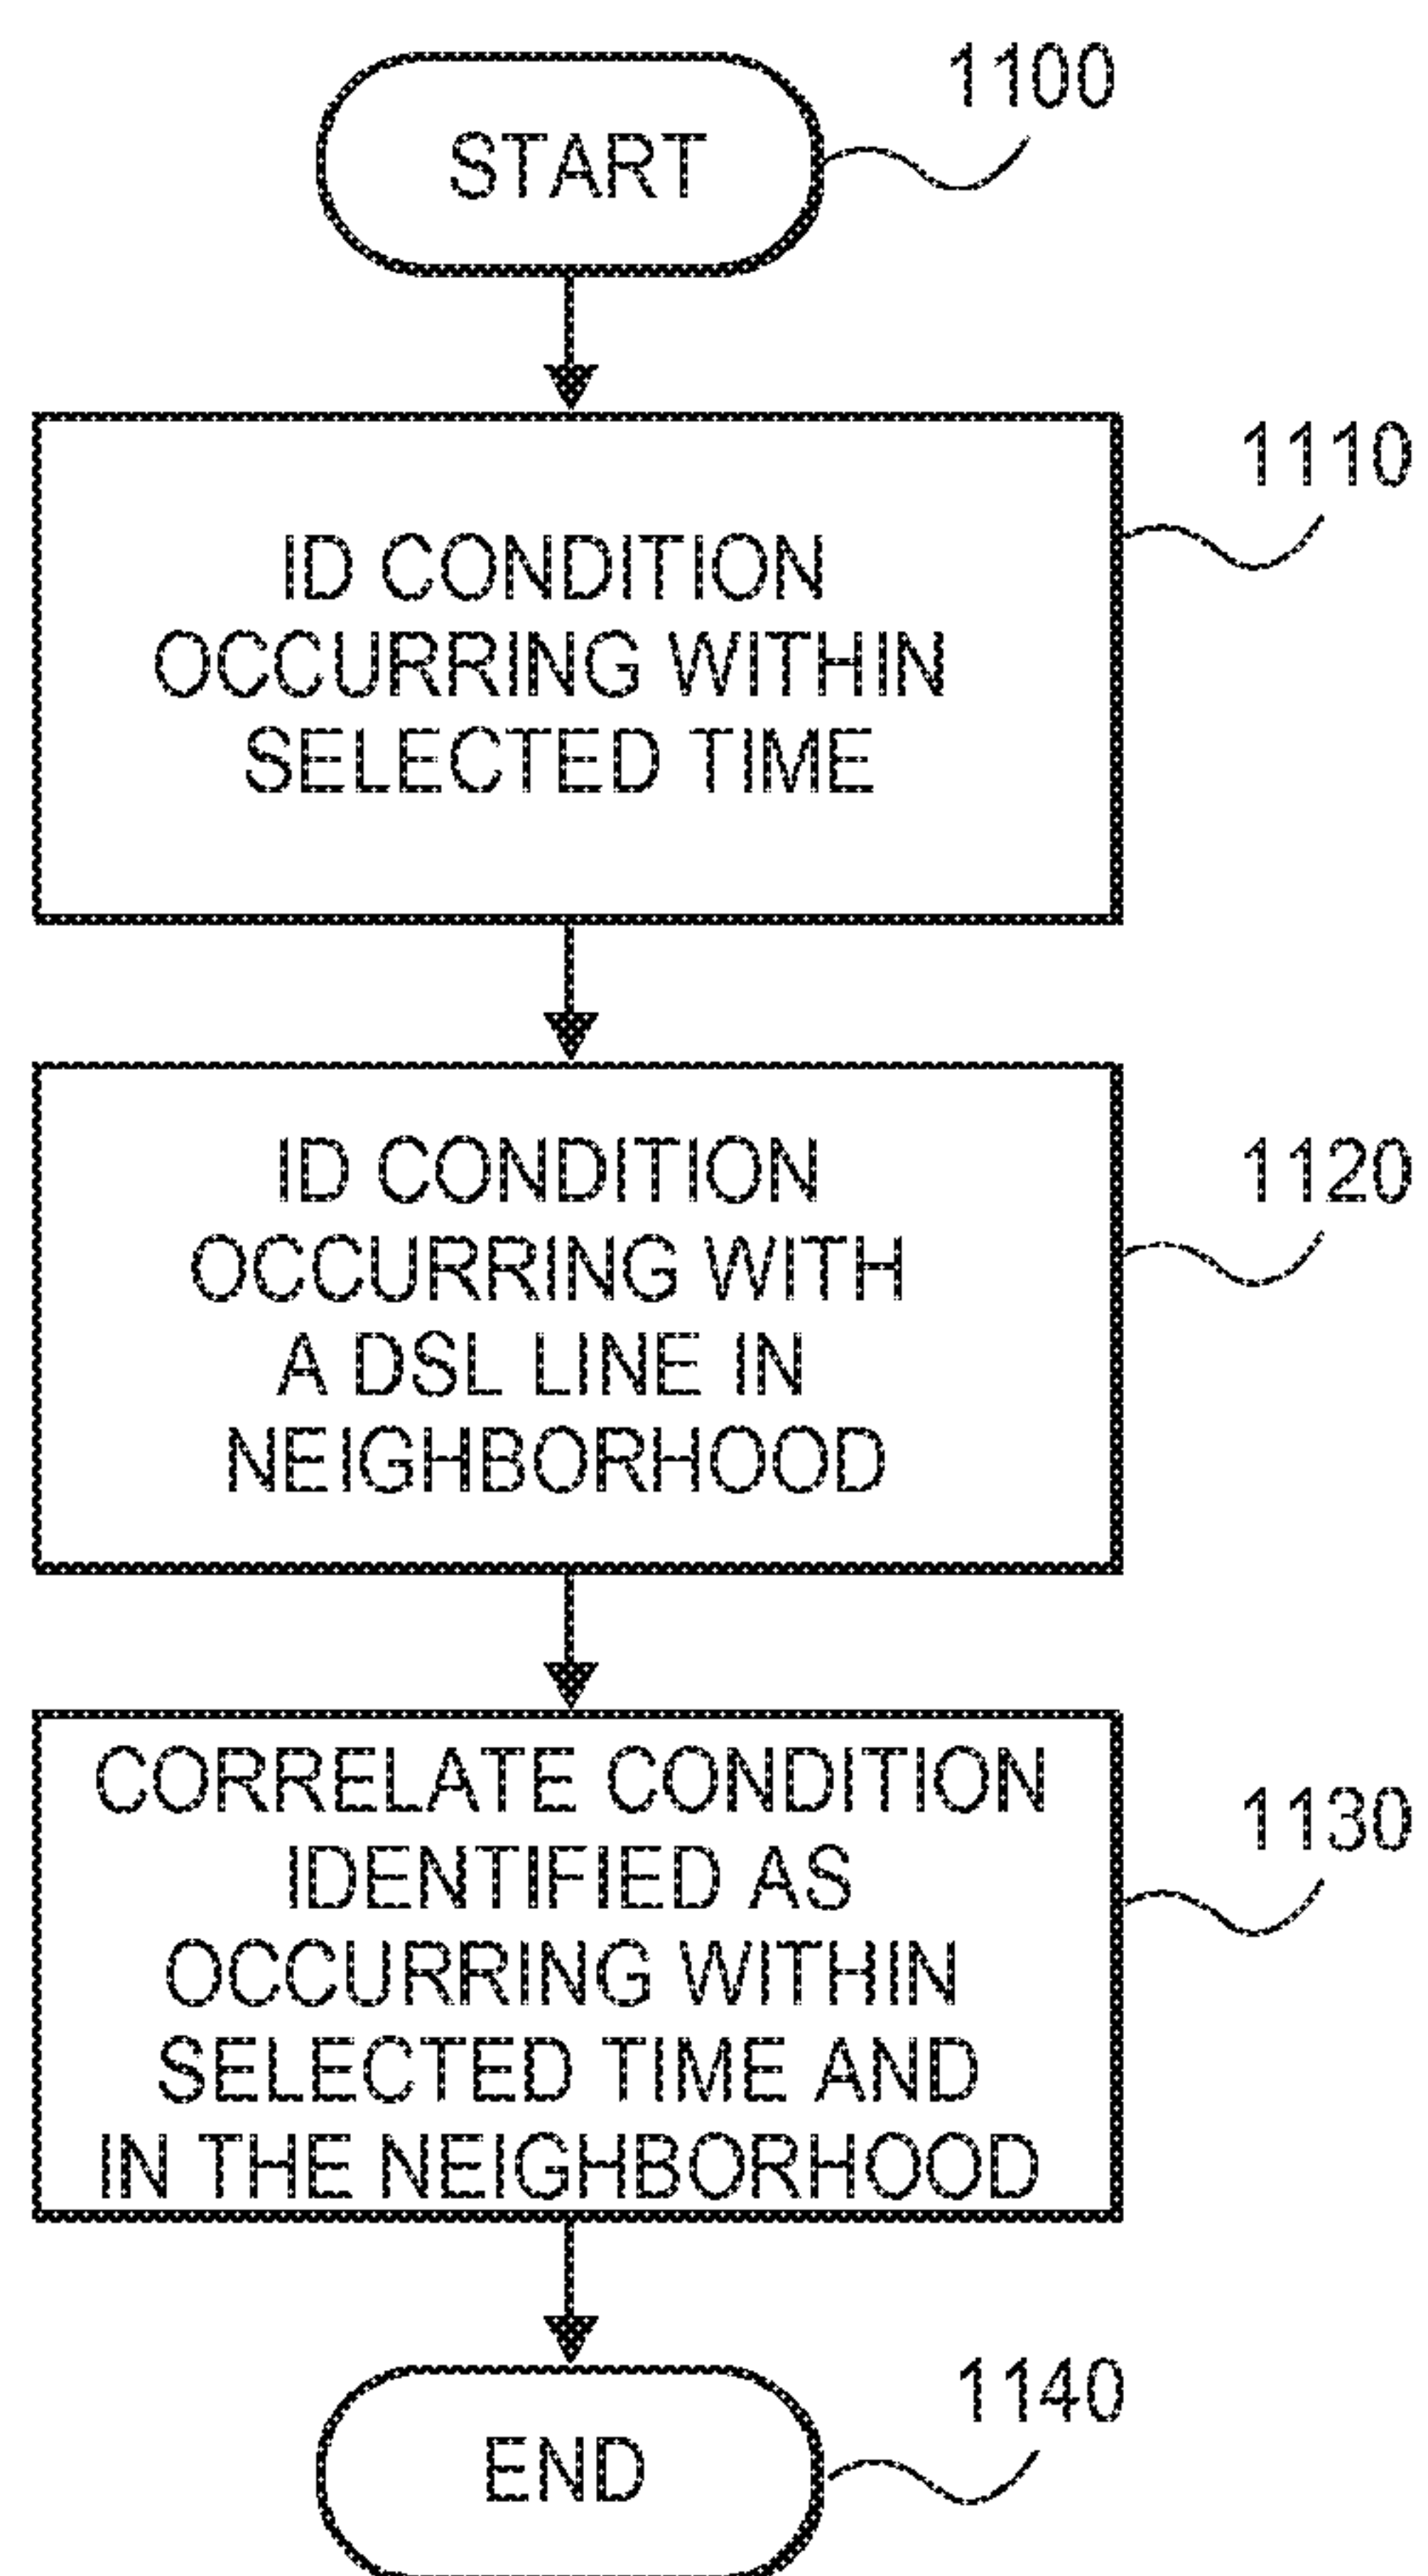 START
1100
ID CONDITION
OCCURRING WITHIN
SELECTED TIME
1110
ID CONDITION
OCCURRING WITH
A DSL LINE IN
NEIGHBORHOOD
1120
CORRELATE CONDITION
IDENTIFIED AS
OCCURRING WITHIN
SELECTED TIME AND
IN THE NEIGHBORHOOD
1130
END
1140